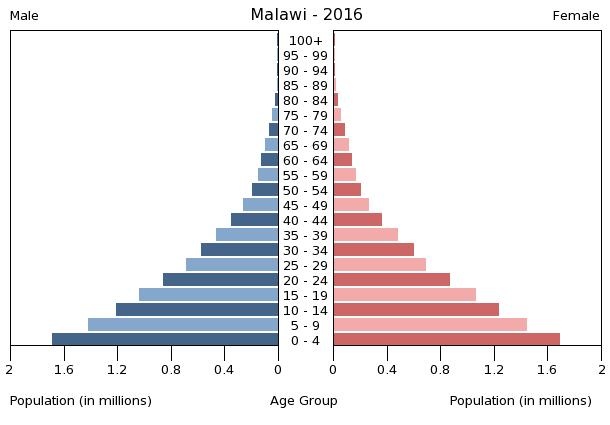 Male Malawi - 2016 Female
100+
95 - 99
90 - 94
85 - 89
80 - 84
75 - 79
70 - 74
65 - 69
60 - 64
55 - 59
50 - 54
45 - 49
40 - 44
35 - 39
30 - 34
25 - 29
20 - 24
15 - 19
10 - 14
5 - 9
0 - 4
2 1.6 1.2 0.8 0.4 0 0 0.4 0.8 1.2 1.6 2
Population (in millions) Age Group Population (in millions)